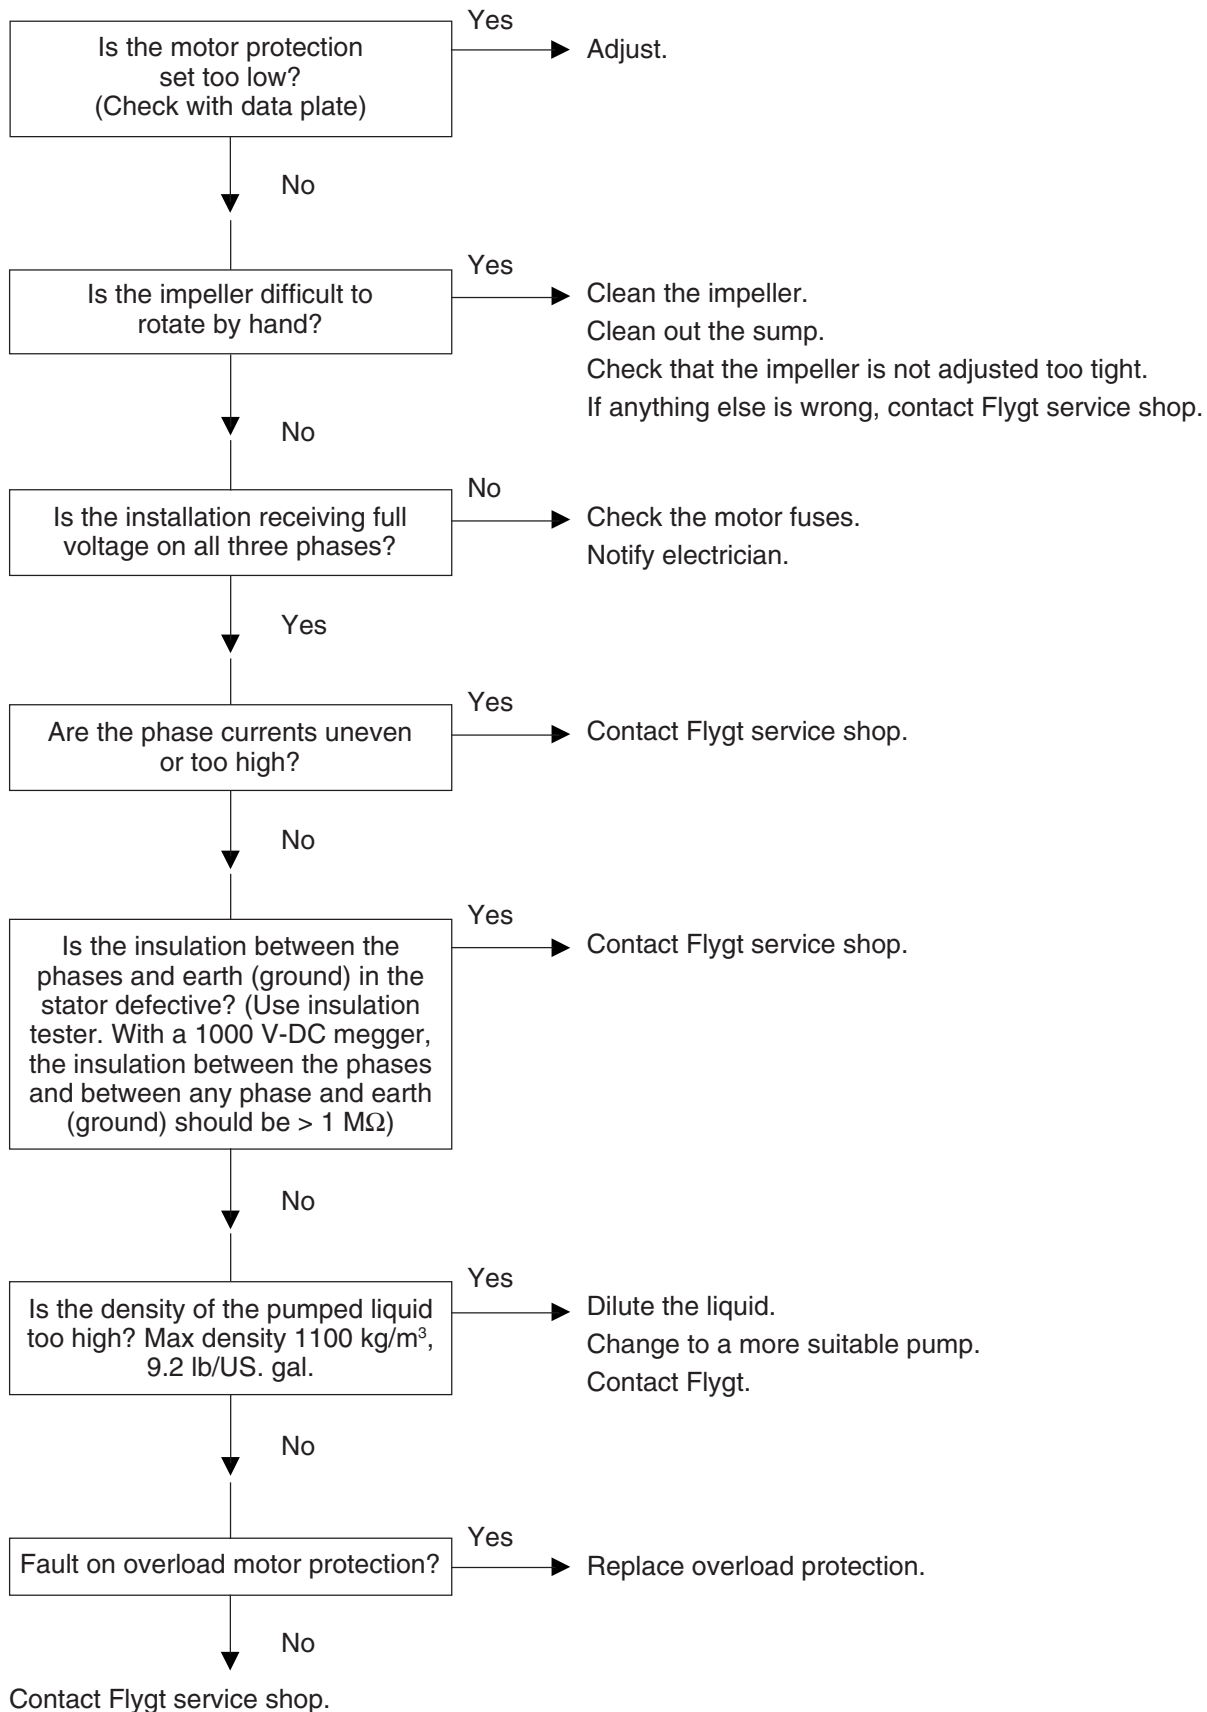 Yes
Is the motor protection
set too low?
(Check with data plate)
Adjust.
No
Yes
Is the impeller difficult to
rotate by hand?
Clean the impeller.
Clean out the sump.
Check that the impeller is not adjusted too tight.
If anything else is wrong, contact Flygt service shop.
No
No
Is the installation receiving full
voltage on all three phases?
Check the motor fuses.
Notify electrician.
Yes
Yes
Are the phase currents uneven
or too high?
Contact Flygt service shop.
No
Yes
Is the insulation between the
phases and earth (ground) in the
stator defective? (Use insulation
tester. With a 1000 V-DC megger,
the insulation between the phases
and between any phase and earth
(ground) should be > 1 MΩ)
Contact Flygt service shop.
No
Yes
Is the density of the pumped liquid
too high? Max density 1100 kg/m³,
9.2 lb/US. gal.
Dilute the liquid.
Change to a more suitable pump.
Contact Flygt.
No
Yes
Fault on overload motor protection?
Replace overload protection.
No
Contact Flygt service shop.